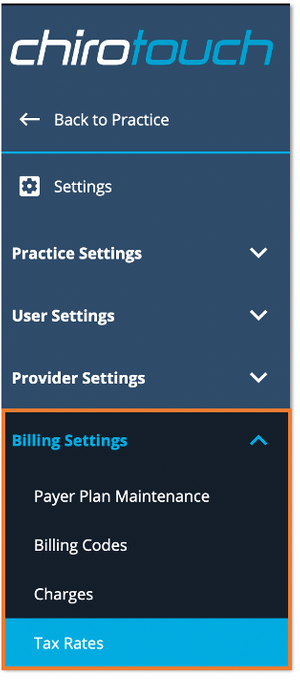 chirotouch
Back to Practice
Settings
Practice Settings
User Settings
Provider Settings
Billing Settings
Payer Plan Maintenance
Billing Codes
Charges
Tax Rates